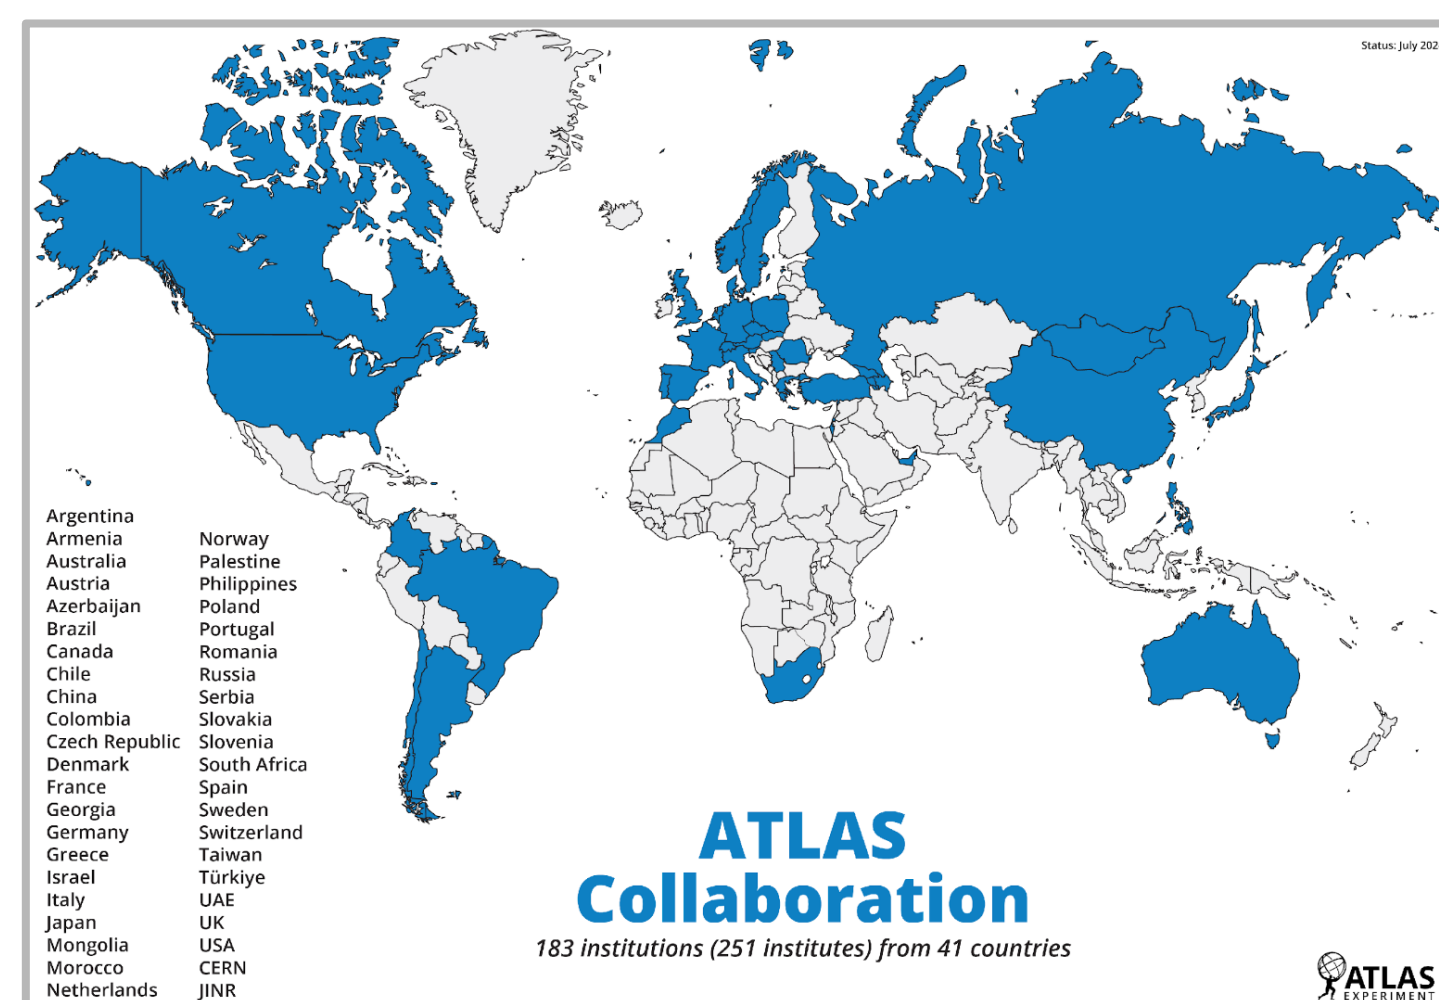 Status: July 202
Argentina
Armenia
Australia
Austria
Azerbaijan
Brazil
Canada
Chile
China
Colombia
Czech Republic
Denmark
France
Georgia
Germany
Greece
Israel
Italy
Japan
Mongolia
Morocco
Netherlands
Norway
Palestine
Philippines
Poland
Portugal
Romania
Russia
Serbia
Slovakia
Slovenia
South Africa
Spain
Sweden
Switzerland
Taiwan
Türkiye
UAE
UK
USA
CERN
JINR
ATLAS
Collaboration
183 institutions (251 institutes) from 41 countries
ATLAS
EXPERIMENT